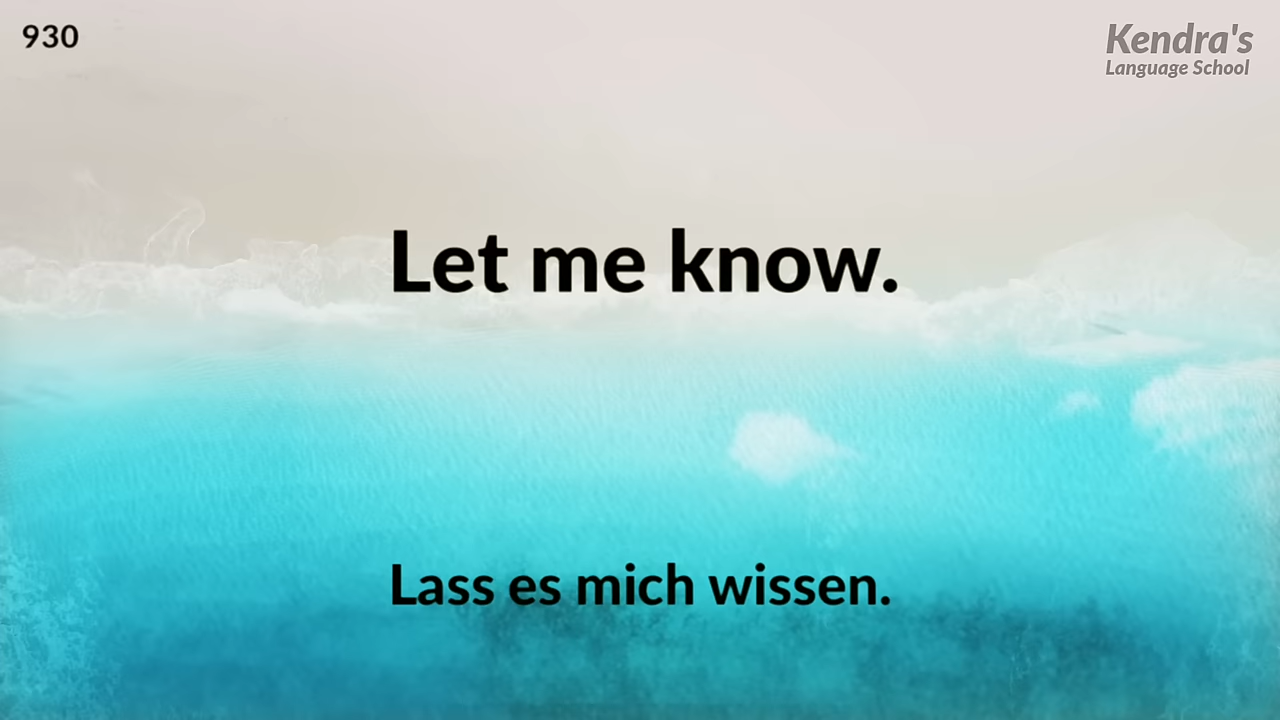 930
Kendra's
Language School
Let me know.
Lass es mich wissen.